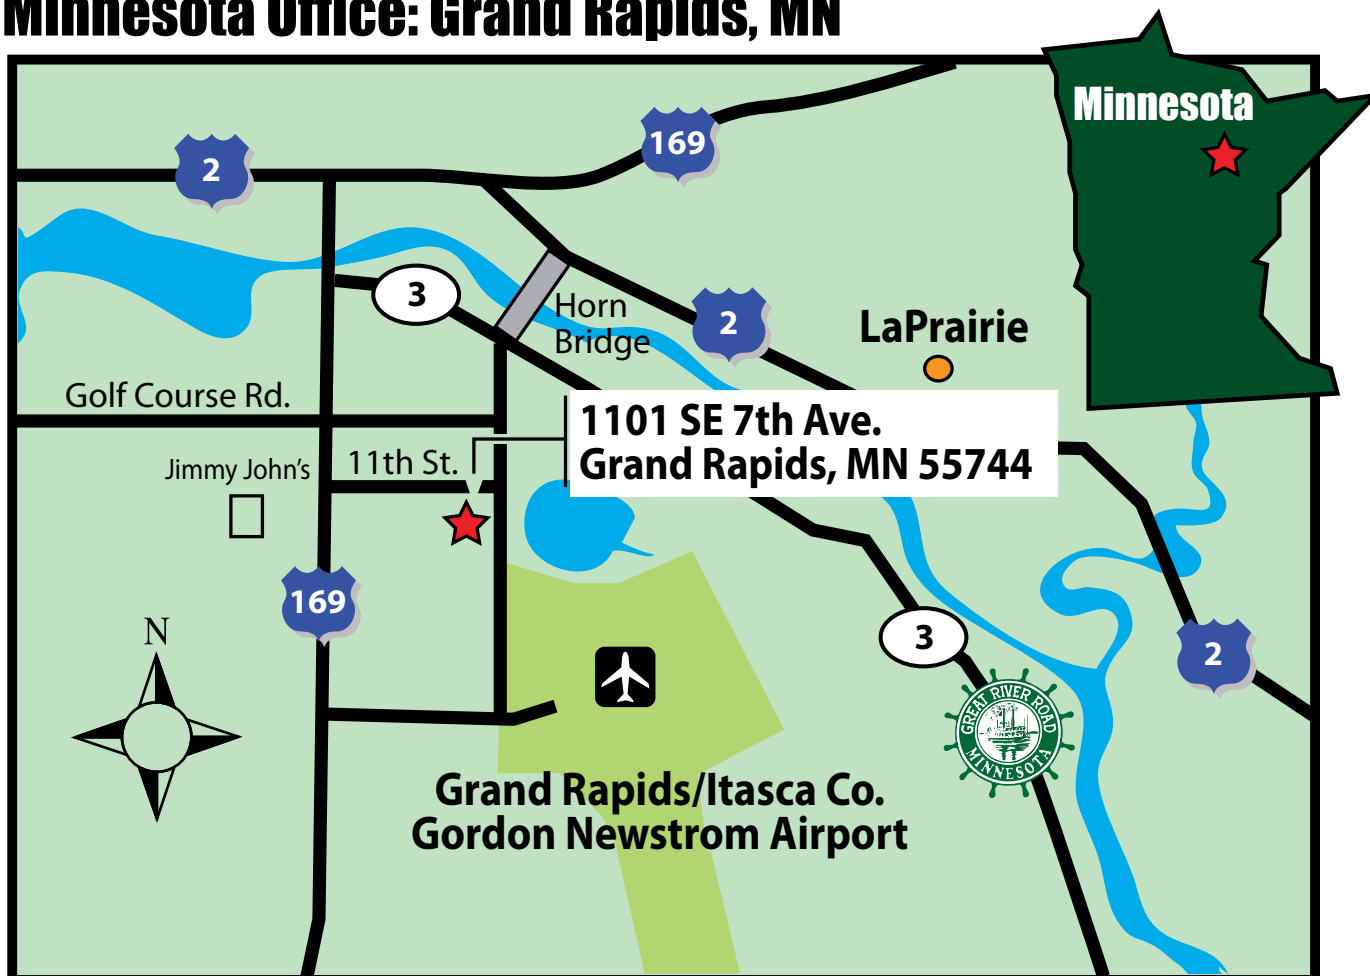 Minnesota Office: Grand Rapids, MN
Minnesota
169
2
3
Horn
Bridge
2
LaPrairie
Golf Course Rd.
1101 SE 7th Ave.
Grand Rapids, MN 55744
Jimmy John's
11th St.
169
N
3
2
GREAT RIVER ROAD
MINNESOTA
Grand Rapids/Itasca Co.
Gordon Newstrom Airport